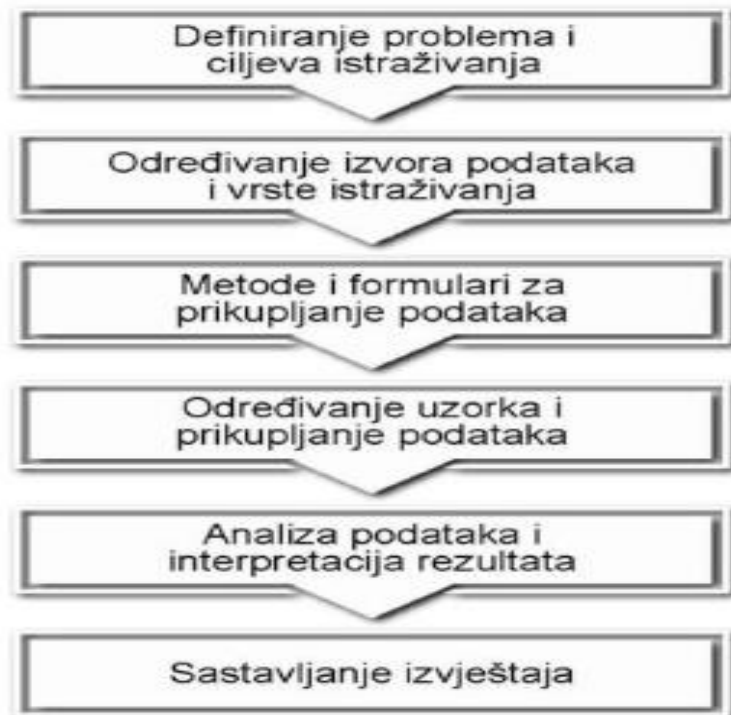 Definiranje problema i
ciljeva istraživanja
Određivanje izvora podataka
i vrste istraživanja
Metode i formulari za
prikupljanje podataka
Određivanje uzorka i
prikupljanje podataka
Analiza podataka i
interpretacija rezultata
Sastavljanje izvještaja